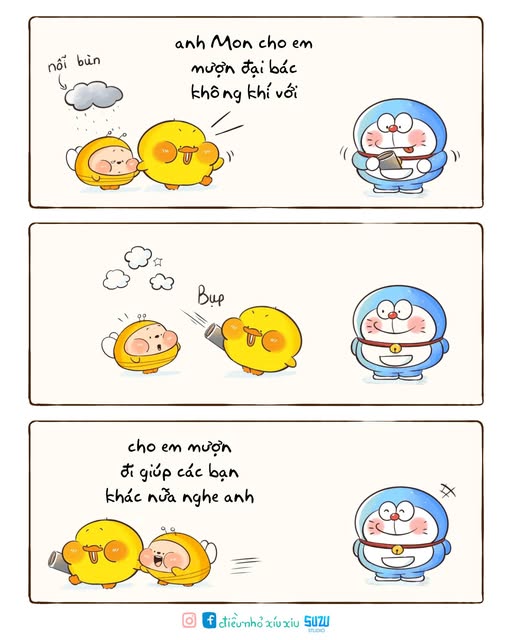 anh Mon cho em
mượn đại bác
không khí với
nỗi buồn
Bụp
cho em mượn
đi giúp các bạn
khác nữa nghe anh
điều nhỏ xíu xiu SUZU
STUDIO